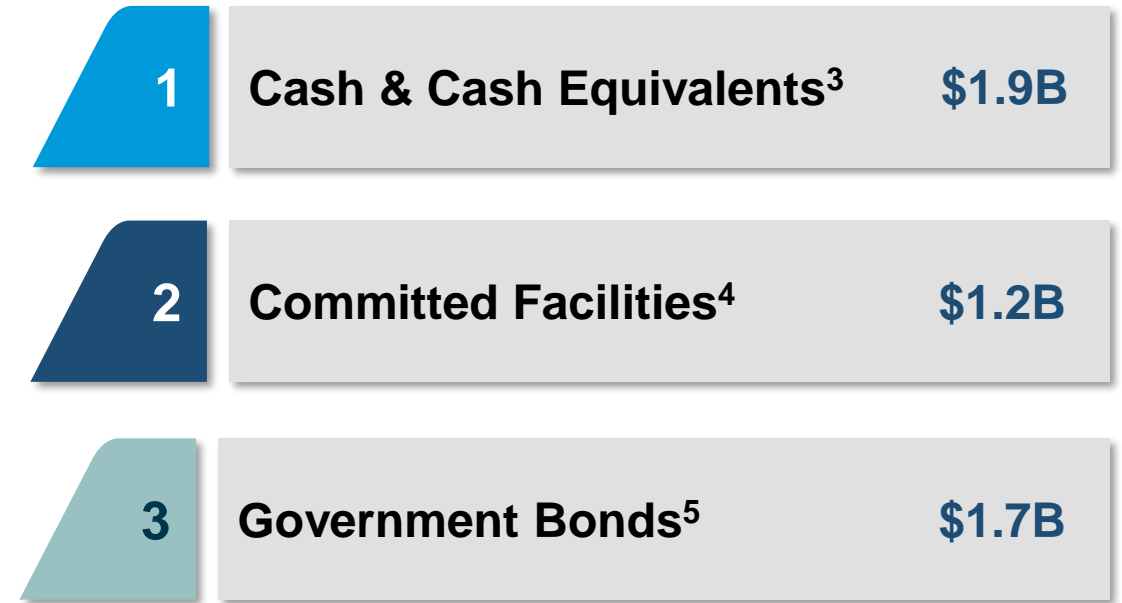 1 Cash & Cash Equivalents³ $1.9B
2 Committed Facilities⁴ $1.2B
3 Government Bonds⁵ $1.7B